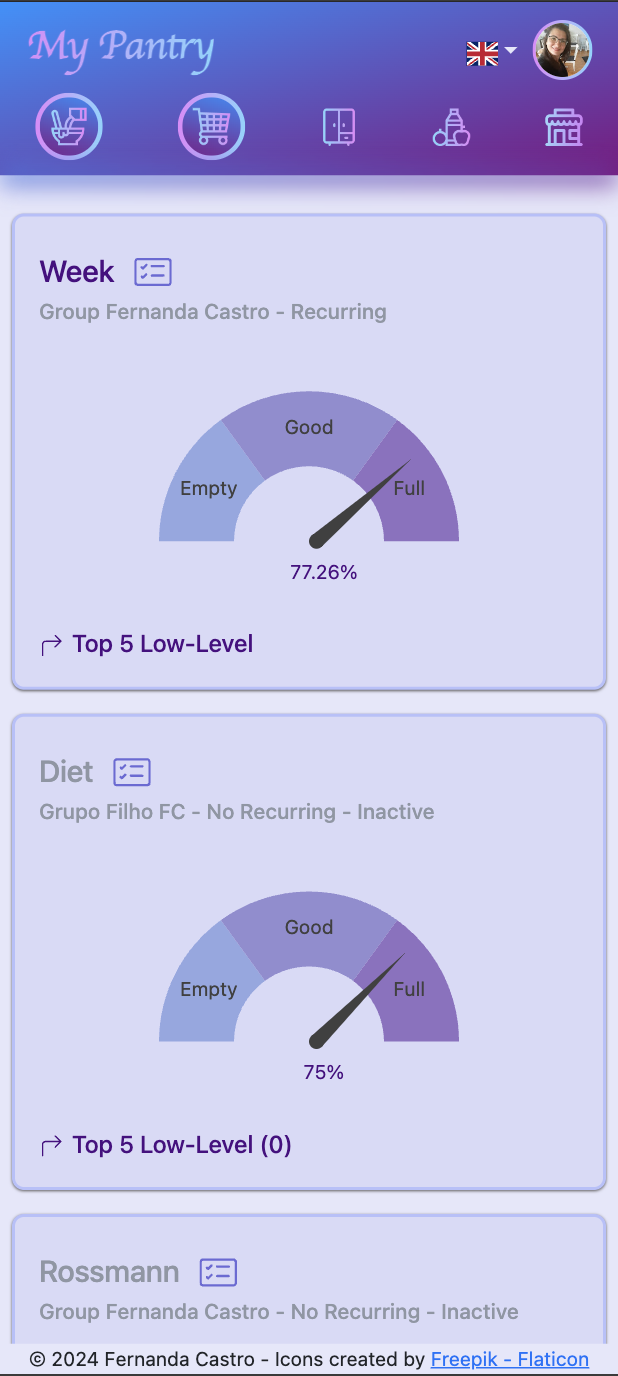 My Pantry
Week
Group Fernanda Castro - Recurring
Good
Empty
Full
77.26%
Top 5 Low-Level
Diet
Grupo Filho FC - No Recurring - Inactive
Good
Empty
Full
75%
Top 5 Low-Level (0)
Rossmann
Group Fernanda Castro - No Recurring - Inactive
© 2024 Fernanda Castro - Icons created by Freepik - Flaticon